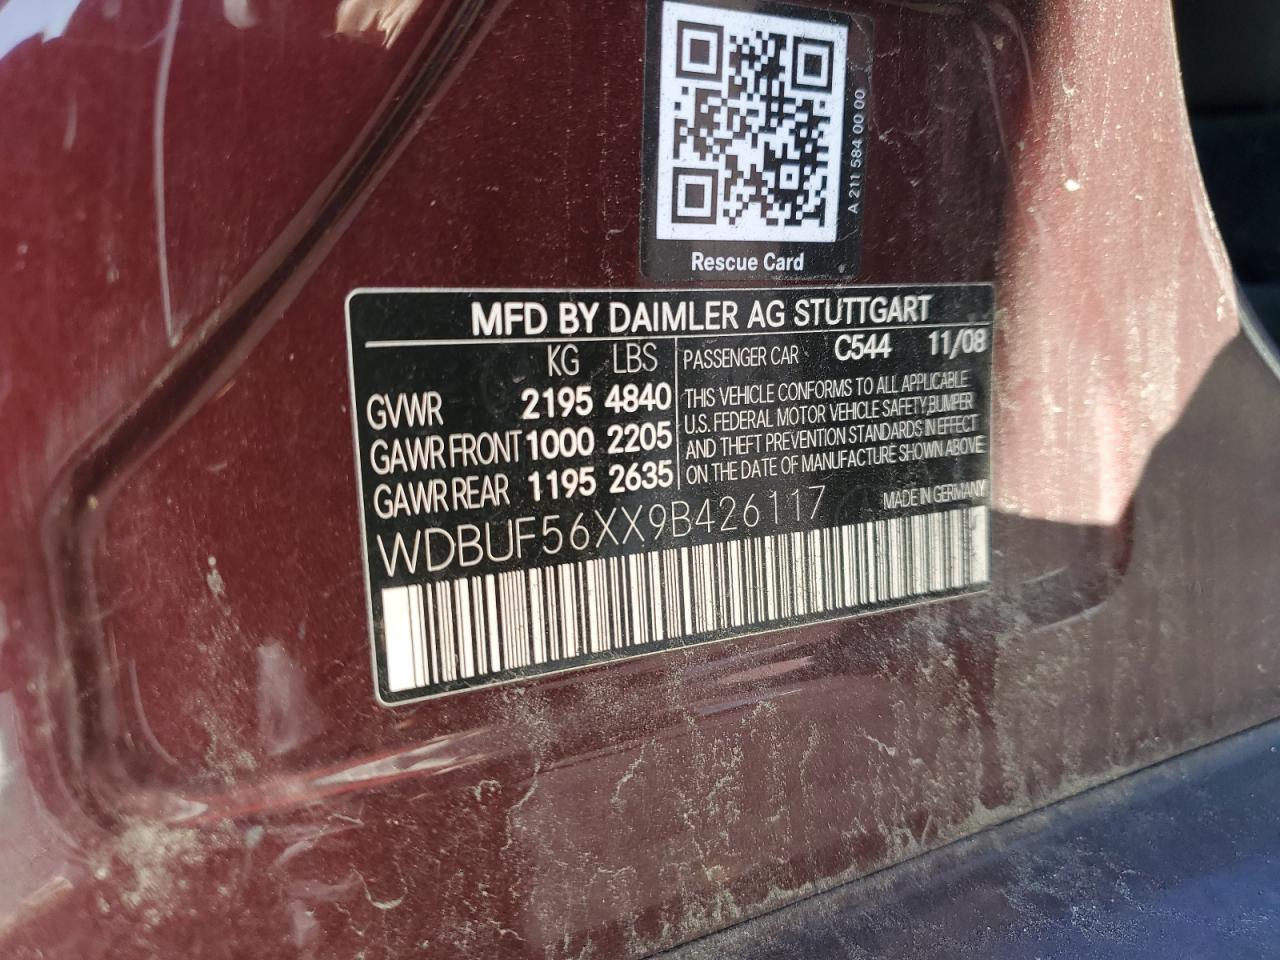 A 211 584 00 00
Rescue Card
MFD BY DAIMLER AG STUTTGART
KG LBS
GVWR 2195 4840
GAWR FRONT 1000 2205
GAWR REAR 1195 2635
PASSENGER CAR C544 11/08
THIS VEHICLE CONFORMS TO ALL APPLICABLE
U.S. FEDERAL MOTOR VEHICLE SAFETY,BUMPER
AND THEFT PREVENTION STANDARDS IN EFFECT
ON THE DATE OF MANUFACTURE SHOWN ABOVE
MADE IN GERMANY
WDBUF56XX9B426117